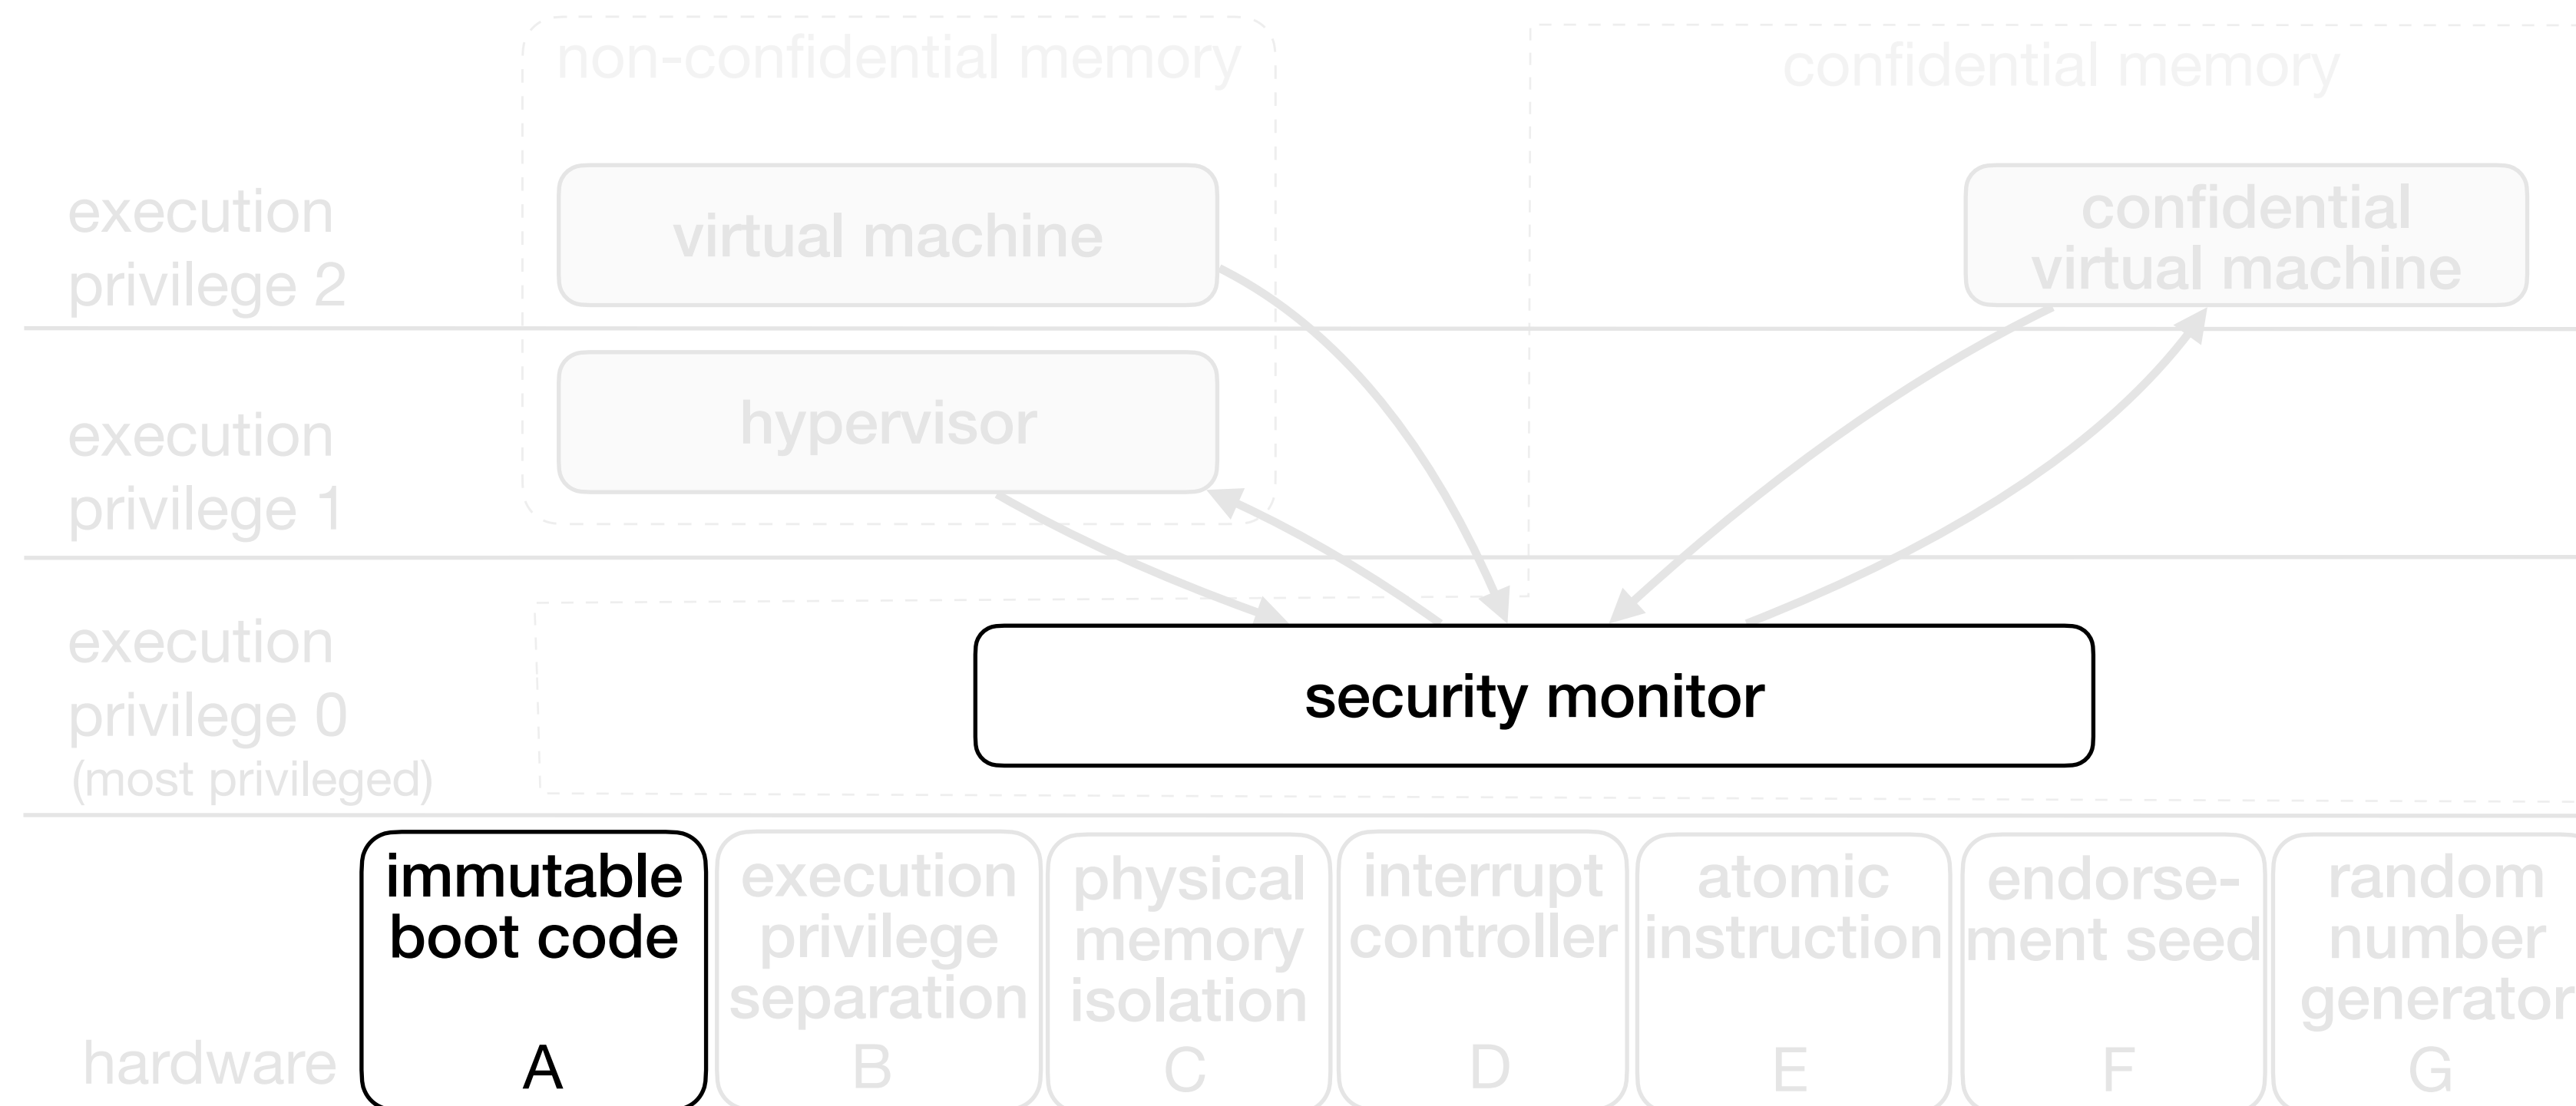 non-confidential memory
confidential memory
execution
privilege 2
virtual machine
confidential
virtual machine
execution
privilege 1
hypervisor
execution
privilege 0
(most privileged)
security monitor
hardware
immutable
boot code
A
execution
privilege
separation
B
physical
memory
isolation
C
interrupt
controller
D
atomic
instruction
E
endorse-
ment seed
F
random
number
generator
G